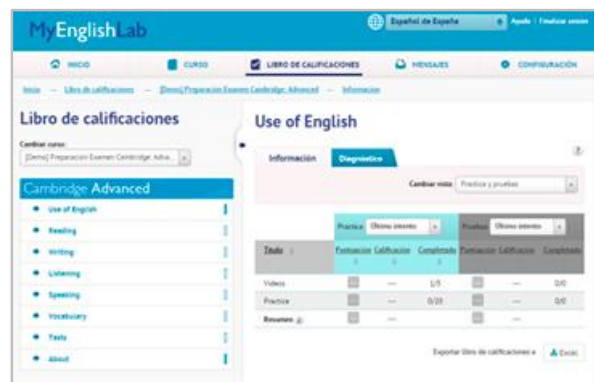 MyEnglishLab
Español de España
Ayuda | Finalizar sesión
INICIO
CURSO
LIBRO DE CALIFICACIONES
MENSAJES
CONFIGURACIÓN
Inicio — Libro de calificaciones — [Demo] Preparación Examen Cambridge: Advanced — Información
Libro de calificaciones
Cambiar curso:
[Demo] Preparación Examen Cambridge: Adva...
Cambridge Advanced
Use of English
Reading
Writing
Listening
Speaking
Vocabulary
Tests
About
Use of English
Información Diagnóstico
?
Cambiar vista: Práctica y pruebas
Práctica Último intento Pruebas Último intento
Título Puntuación Calificación Completado Puntuación Calificación Completado
Videos — 1/5 — 0/0
Practice — 0/20 — 0/0
Resumen — —
Exportar libro de calificaciones a Excel